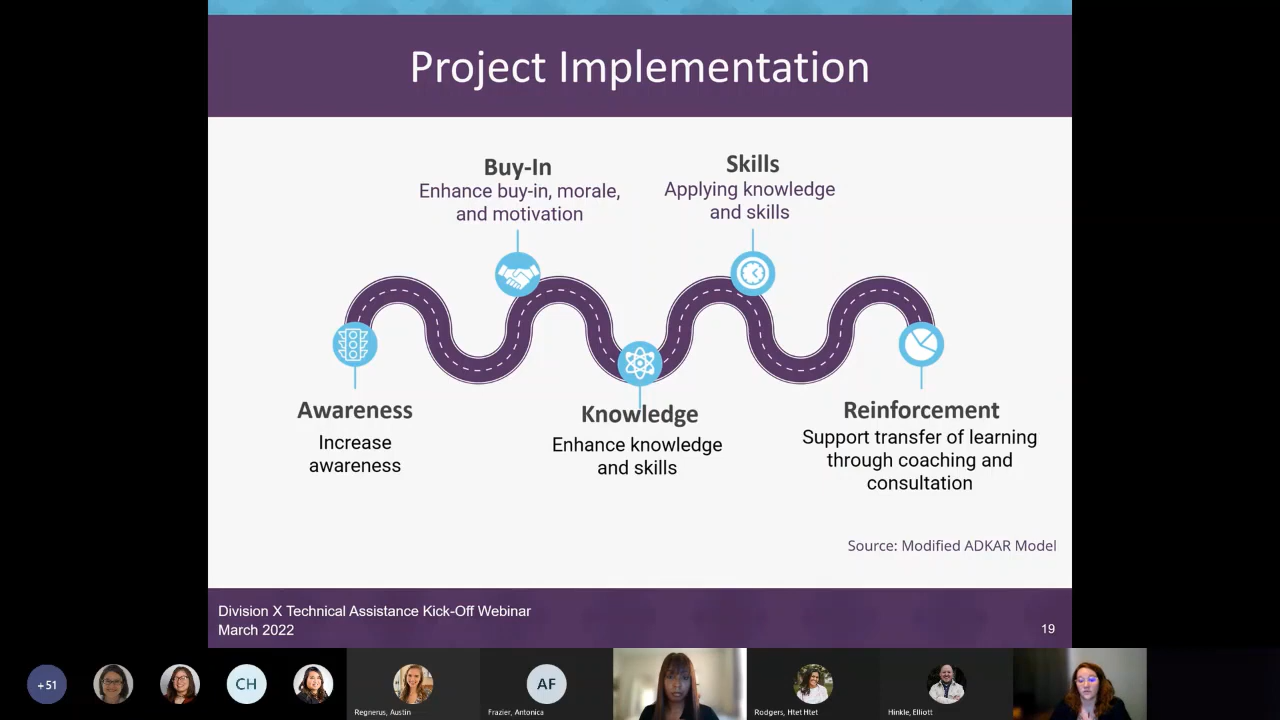 Project Implementation
Buy-In
Enhance buy-in, morale,
and motivation
Skills
Applying knowledge
and skills
Awareness
Increase
awareness
Knowledge
Enhance knowledge
and skills
Reinforcement
Support transfer of learning
through coaching and
consultation
Source: Modified ADKAR Model
Division X Technical Assistance Kick-Off Webinar
March 2022
19
+51
CH
Regnerus, Austin
AF
Frazier, Antonica
Rodgers, Htet Htet
Hinkle, Elliott